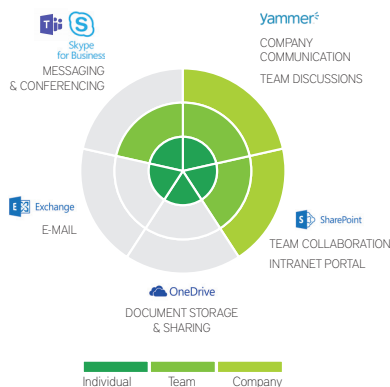 Skype
for Business
MESSAGING
& CONFERENCING
yammer
COMPANY
COMMUNICATION
TEAM DISCUSSIONS
E Exchange
E-MAIL
S SharePoint
TEAM COLLABORATION
INTRANET PORTAL
OneDrive
DOCUMENT STORAGE
& SHARING
Individual Team Company